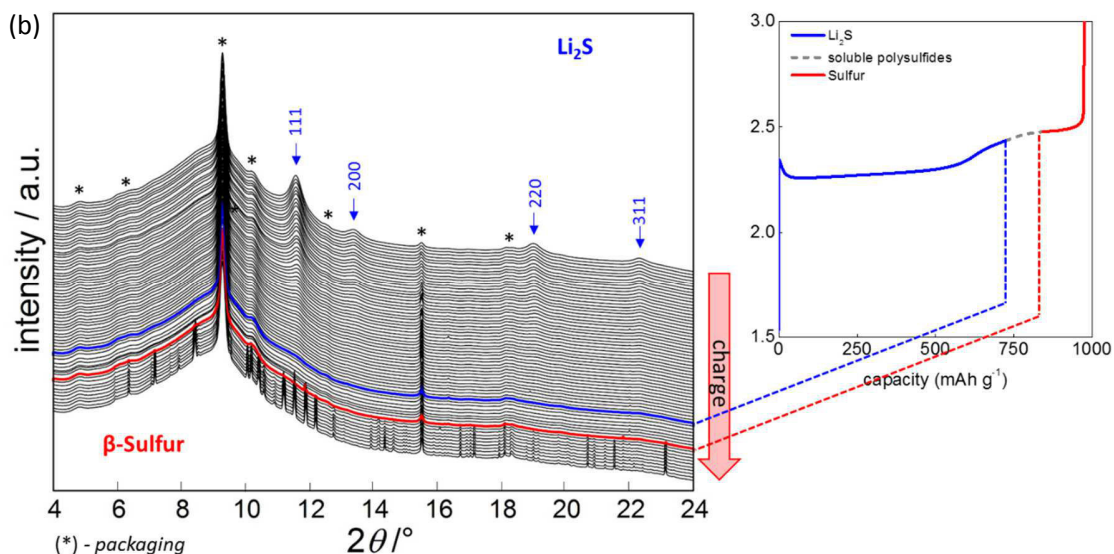 (b)
intensity / a.u.
*
*
*
*
*
*
*
*
111
200
220
311
Li₂S
β-Sulfur
charge
4 6 8 10 12 14 16 18 20 22 24
2θ/°
(*) - packaging
3.0
2.5
2.0
1.5
Li₂S
soluble polysulfides
Sulfur
0 250 500 750 1000
capacity (mAh g⁻¹)